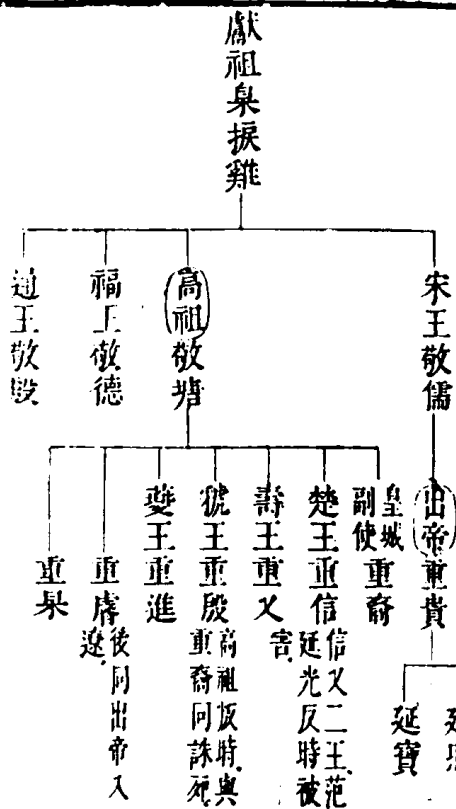 獻祖臬捩雞
宋王敬儒
高祖敬塘
福王敬德
通王敬殷
出帝重貴
皇城
副使
重裔
楚王重信
信乂二王、范
延光反時被
害、
壽王重乂
虢王重殷
高祖反時、與
重裔同誅死
夔王重進
重睿
後同出帝入
遼、
重杲
延寶